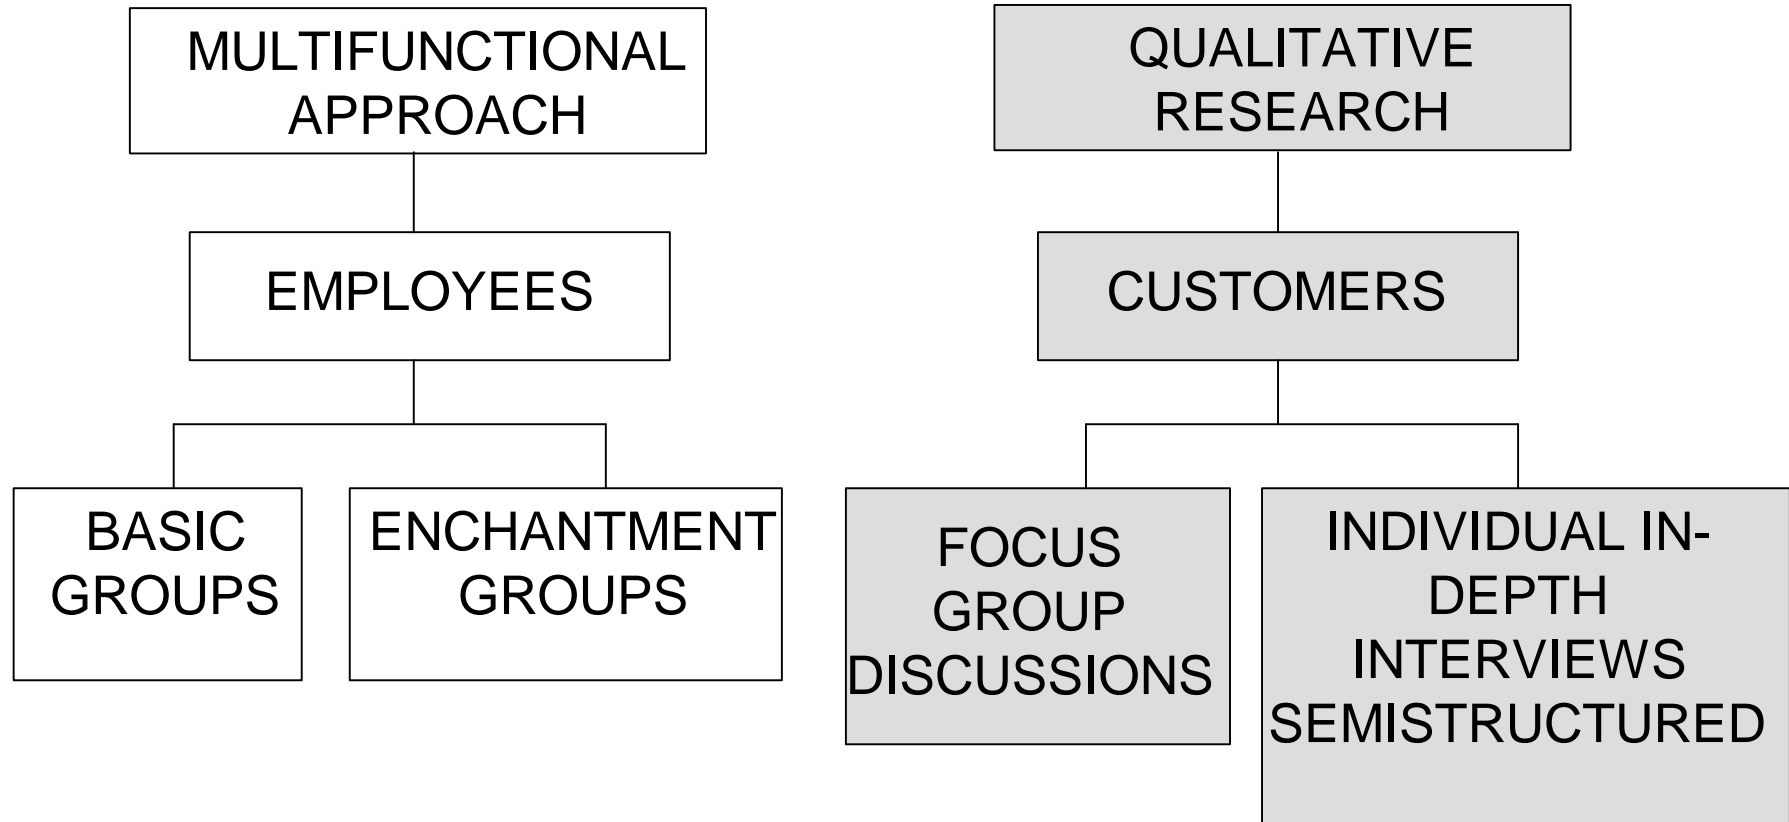 MULTIFUNCTIONAL
APPROACH
EMPLOYEES
BASIC
GROUPS
ENCHANTMENT
GROUPS
QUALITATIVE
RESEARCH
CUSTOMERS
FOCUS
GROUP
DISCUSSIONS
INDIVIDUAL IN-
DEPTH
INTERVIEWS
SEMISTRUCTURED